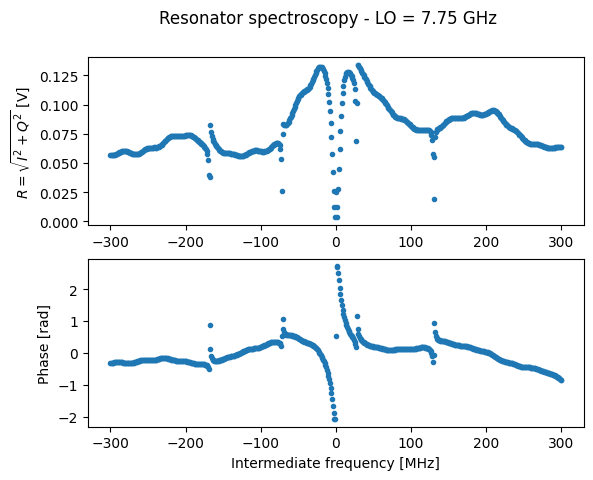 Resonator spectroscopy - LO = 7.75 GHz
R = √I² + Q² [V]
0.125
0.100
0.075
0.050
0.025
0.000
−300 −200 −100 0 100 200 300
Phase [rad]
2
1
0
−1
−2
−300 −200 −100 0 100 200 300
Intermediate frequency [MHz]